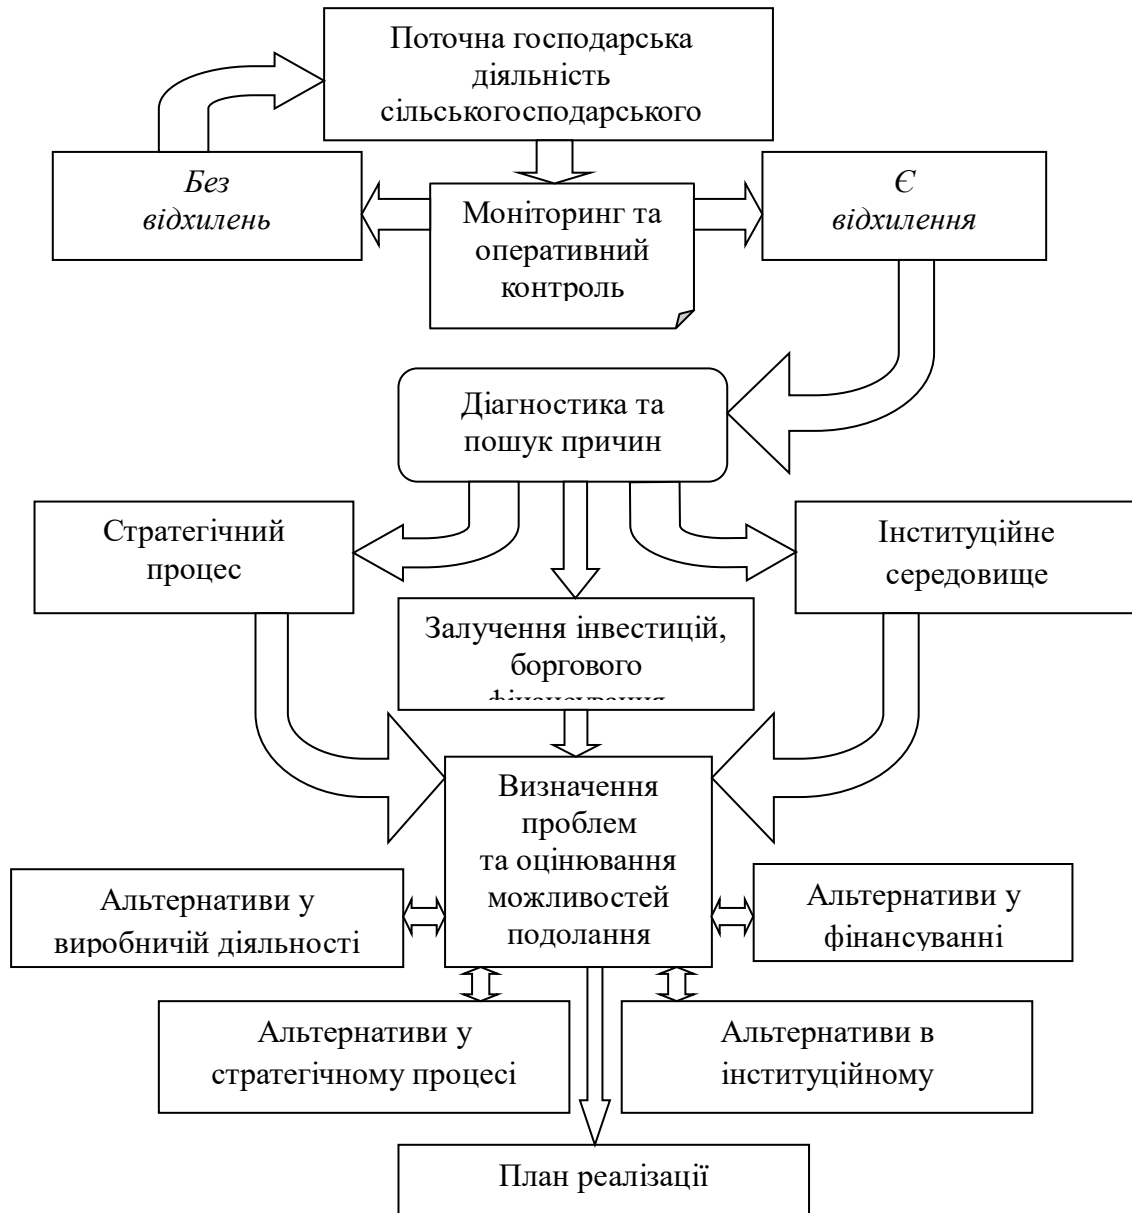 Поточна господарська
діяльність
сільськогосподарського
Без
відхилень
Моніторинг та
оперативний
контроль
Є
відхилення
Діагностика та
пошук причин
Стратегічний
процес
Інституційне
середовище
Залучення інвестицій,
боргового
фінансування
Визначення
проблем
та оцінювання
можливостей
подолання
Альтернативи у
виробничій діяльності
Альтернативи у
фінансуванні
Альтернативи у
стратегічному процесі
Альтернативи в
інституційному
План реалізації